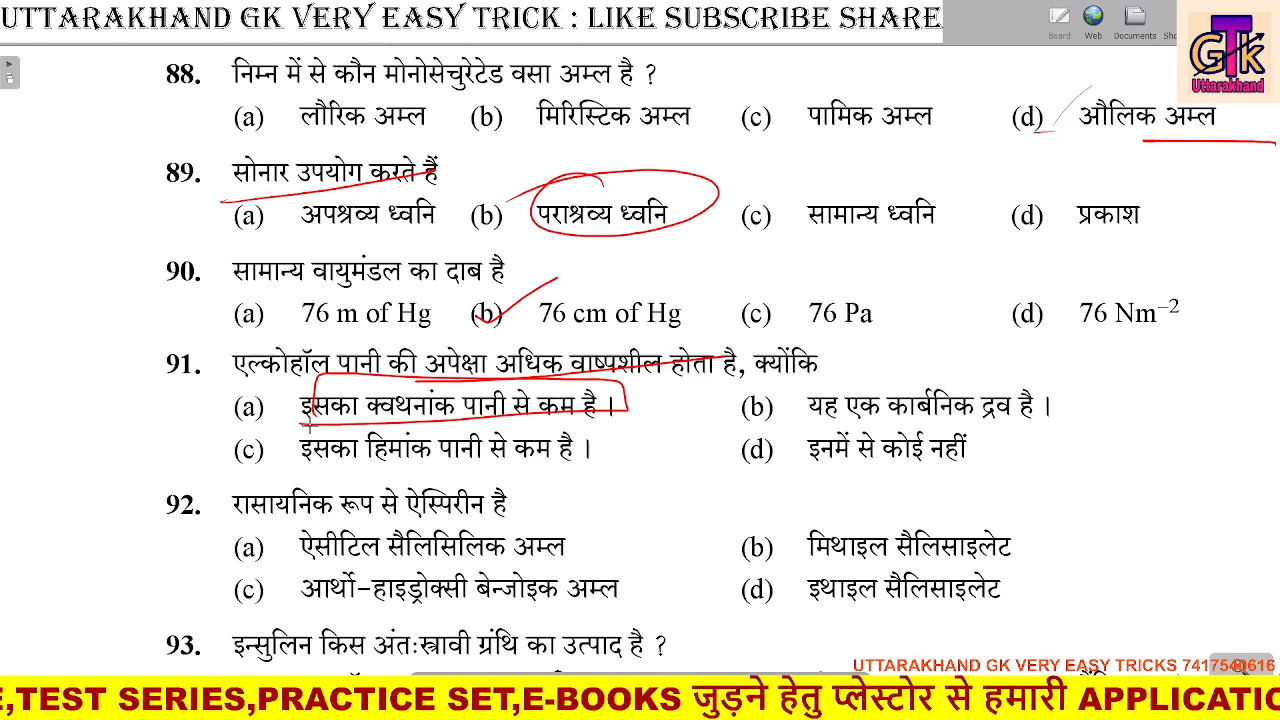 UTTARAKHAND GK VERY EASY TRICK : LIKE SUBSCRIBE SHARE
Board Web Documents
GTK
Uttarakhand
88. निम्न में से कौन मोनोसेचुरेटेड वसा अम्ल है ?
(a) लौरिक अम्ल (b) मिरिस्टिक अम्ल (c) पामिक अम्ल (d) औलिक अम्ल
89. सोनार उपयोग करते हैं
(a) अपश्रव्य ध्वनि (b) पराश्रव्य ध्वनि (c) सामान्य ध्वनि (d) प्रकाश
90. सामान्य वायुमंडल का दाब है
(a) 76 m of Hg (b) 76 cm of Hg (c) 76 Pa (d) 76 Nm⁻²
91. एल्कोहॉल पानी की अपेक्षा अधिक वाष्पशील होता है, क्योंकि
(a) इसका क्वथनांक पानी से कम है । (b) यह एक कार्बनिक द्रव है ।
(c) इसका हिमांक पानी से कम है । (d) इनमें से कोई नहीं
92. रासायनिक रूप से ऐस्पिरीन है
(a) ऐसीटिल सैलिसिलिक अम्ल (b) मिथाइल सैलिसाइलेट
(c) आर्थो-हाइड्रोक्सी बेन्जोइक अम्ल (d) इथाइल सैलिसाइलेट
93. इन्सुलिन किस अंतःस्त्रावी ग्रंथि का उत्पाद है ?
UTTARAKHAND GK VERY EASY TRICKS 7417540616
E,TEST SERIES,PRACTICE SET,E-BOOKS जुड़ने हेतु प्लेस्टोर से हमारी APPLICATIO